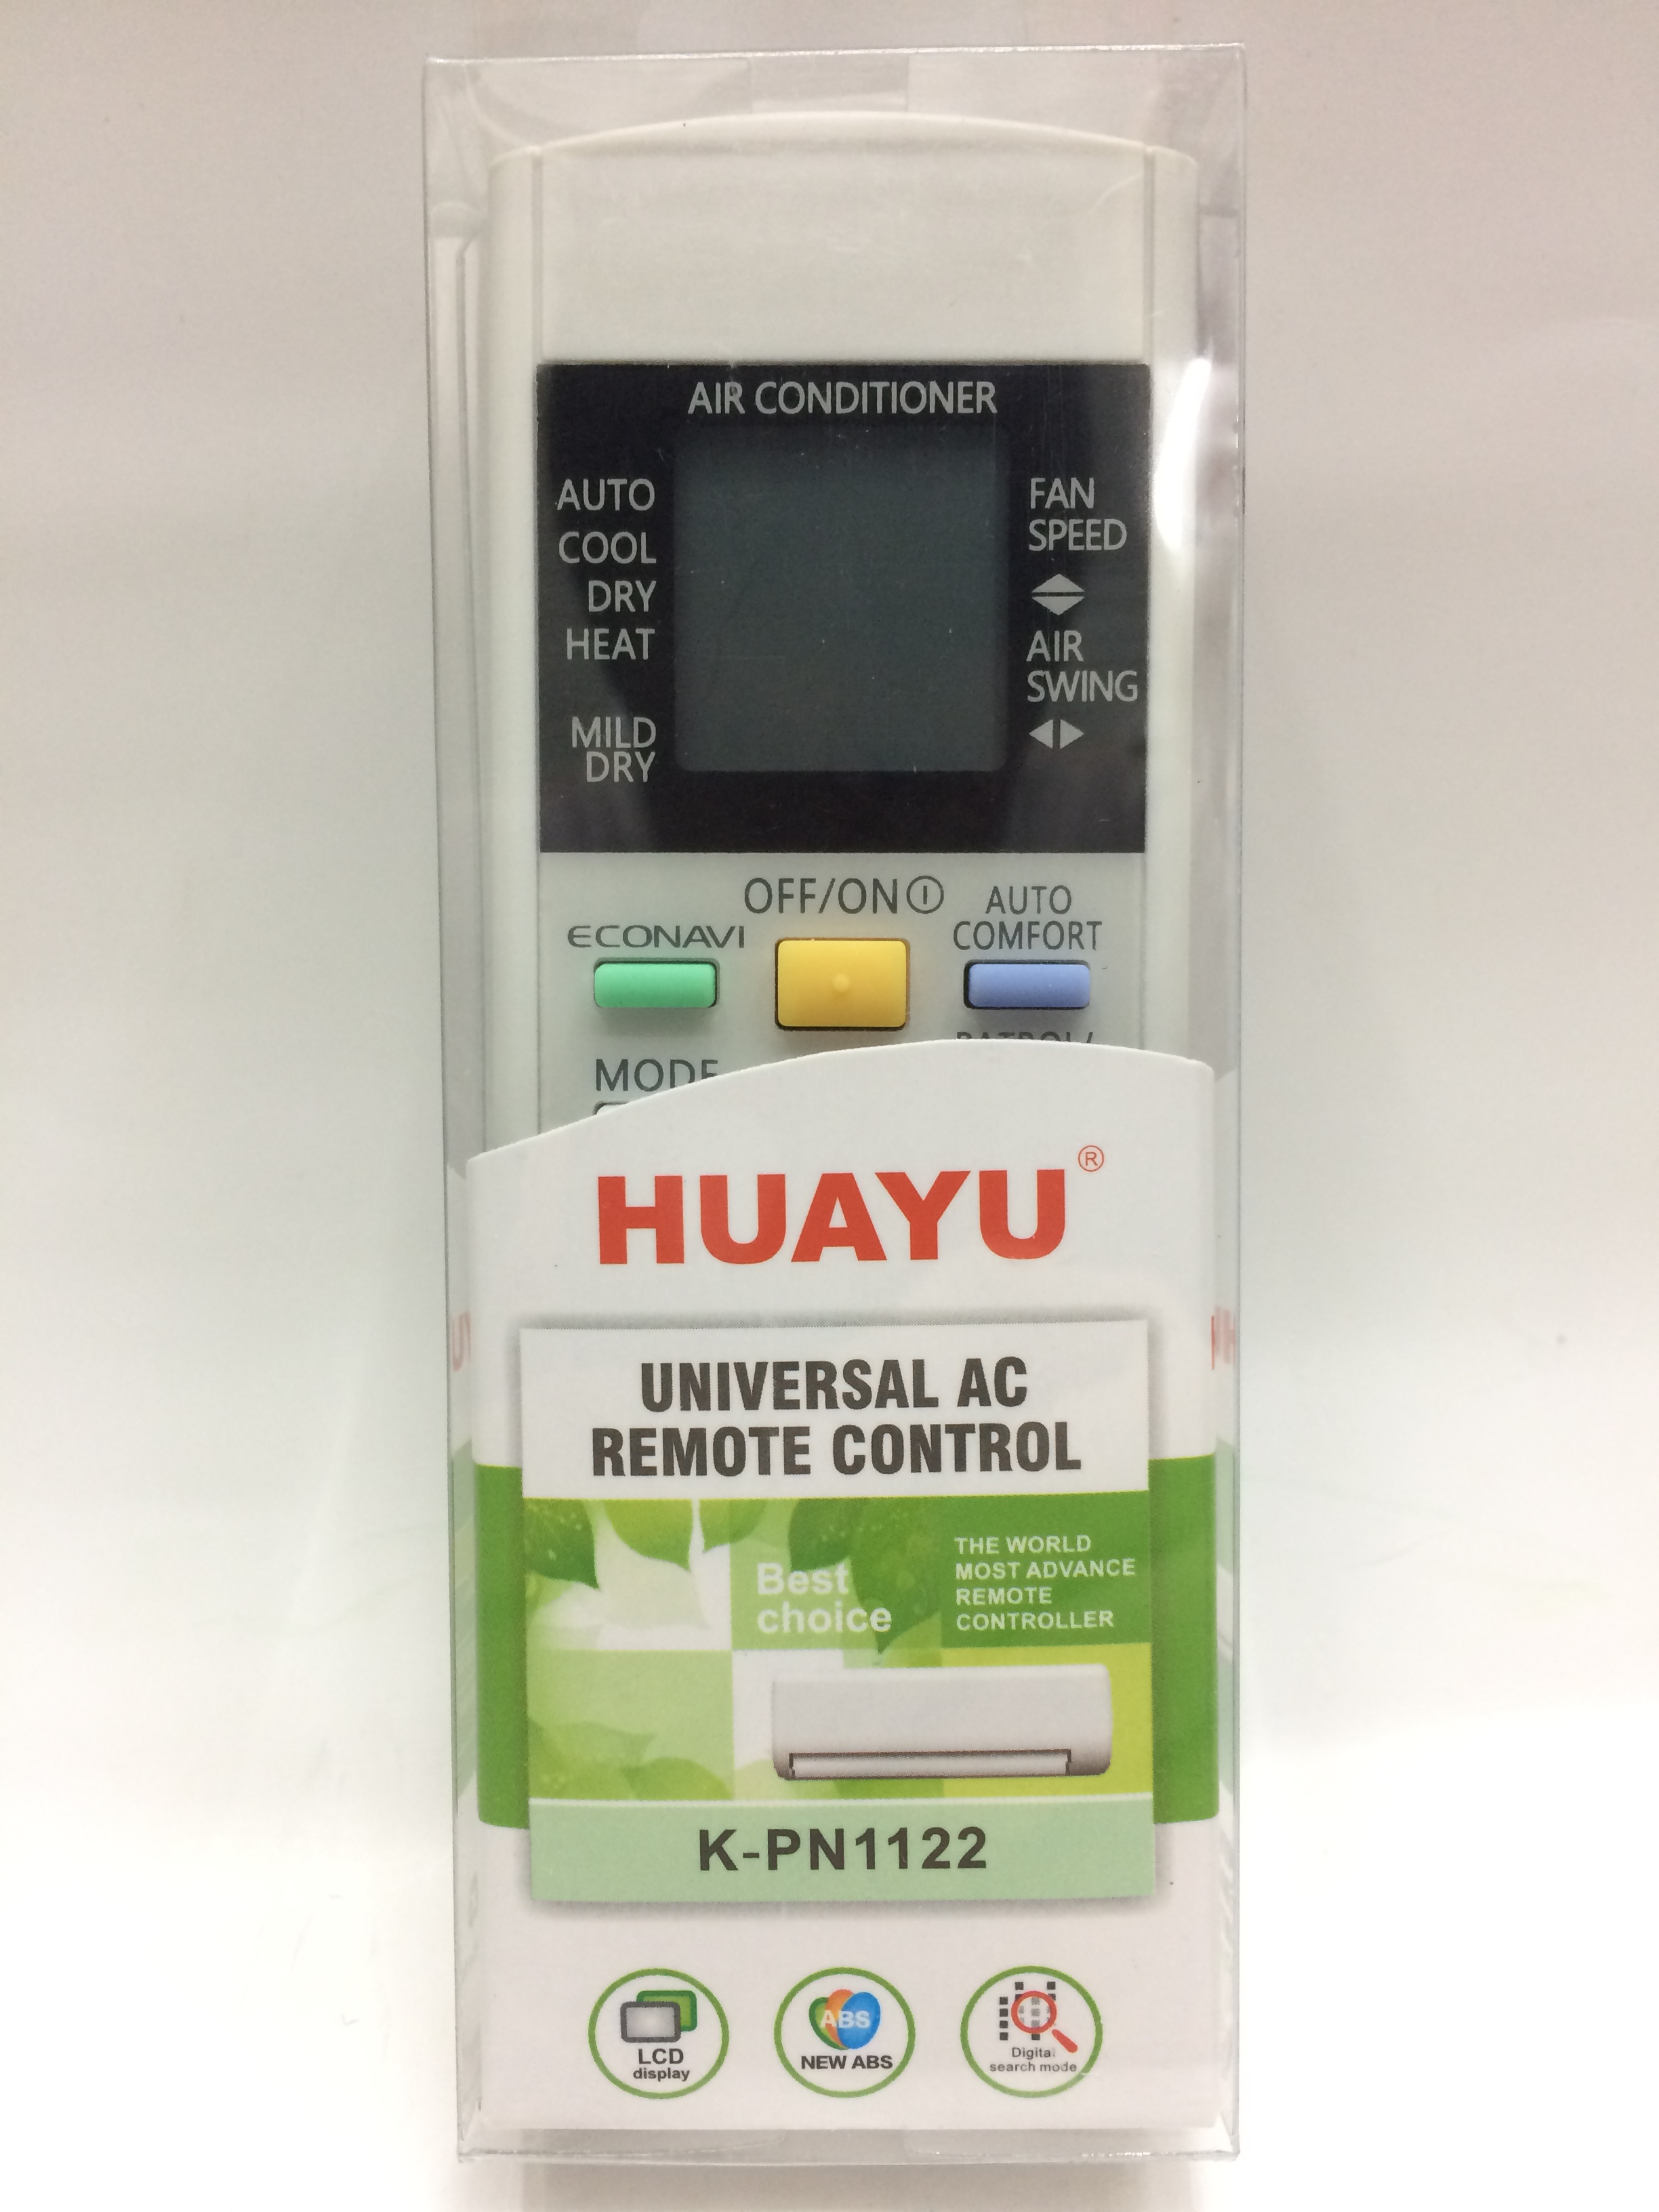 AIR CONDITIONER
AUTO
COOL
DRY
HEAT
MILD
DRY
FAN
SPEED
AIR
SWING
OFF/ON
ECONAVI
AUTO
COMFORT
PATROL/
MODE
HUAYU®
UNIVERSAL AC
REMOTE CONTROL
Best
choice
THE WORLD
MOST ADVANCE
REMOTE
CONTROLLER
K-PN1122
LCD
display
ABS
NEW ABS
Digital
search mode